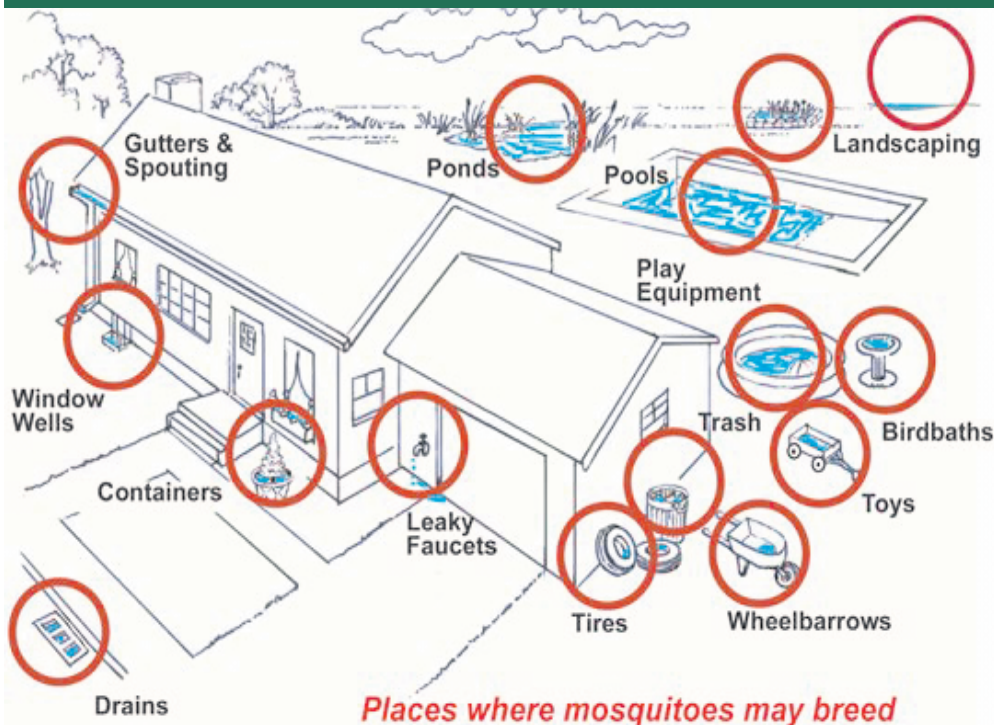 Gutters &
Spouting
Ponds
Landscaping
Pools
Play
Equipment
Window
Wells
Trash
Birdbaths
Containers
Leaky
Faucets
Toys
Tires
Wheelbarrows
Drains
Places where mosquitoes may breed